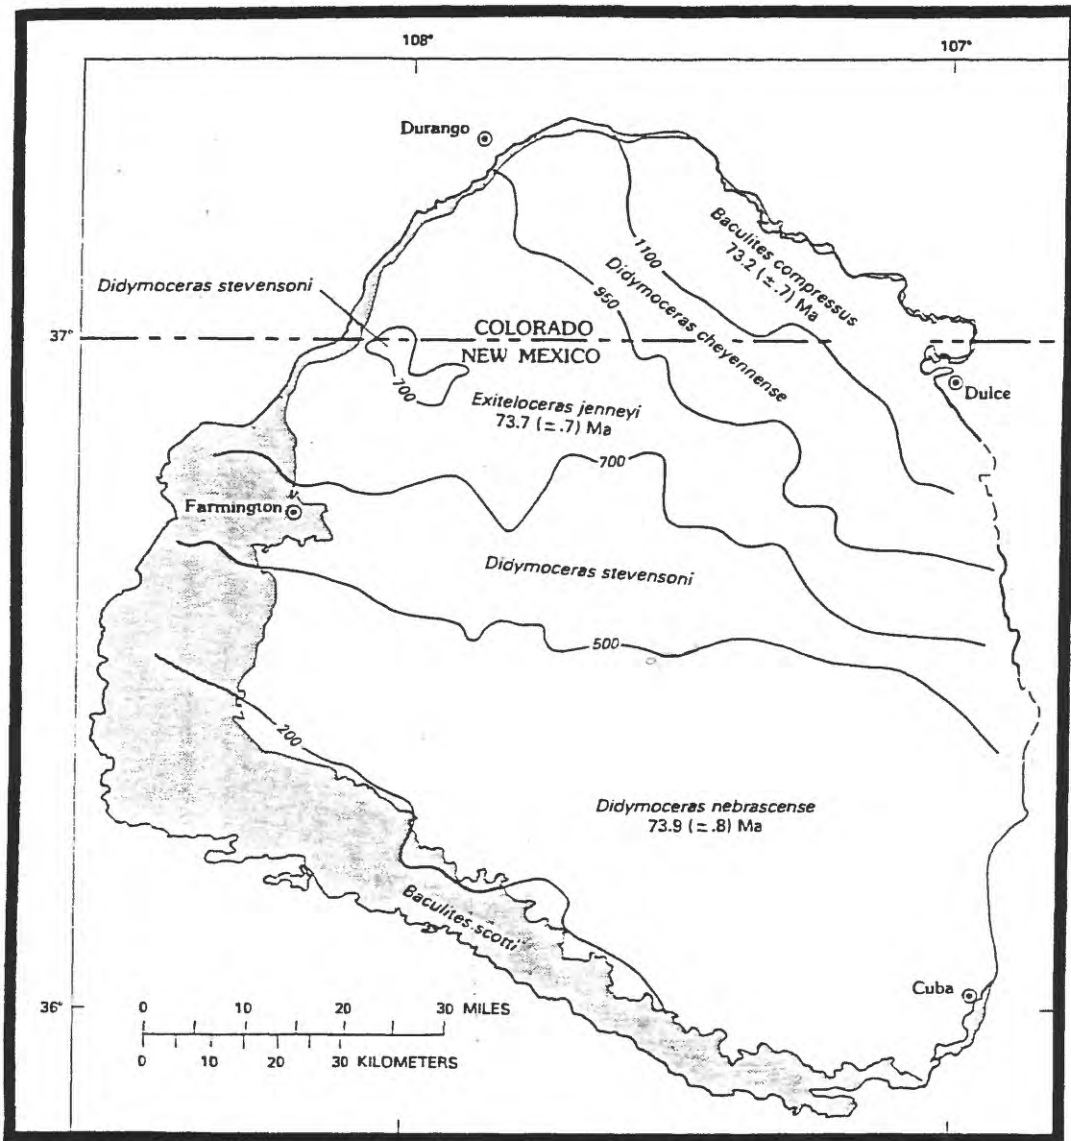 108°
107°
Durango
Baculites compressus
73.2 (±.7) Ma
1100
Didymoceras cheyennense
950
Didymoceras stevensoni
37°
COLORADO
NEW MEXICO
Dulce
700
Exiteloceras jenneyi
73.7 (±.7) Ma
700
Farmington
Didymoceras stevensoni
500
200
Didymoceras nebrascense
73.9 (±.8) Ma
Baculites scotti
Cuba
36°
0 10 20 30 MILES
0 10 20 30 KILOMETERS